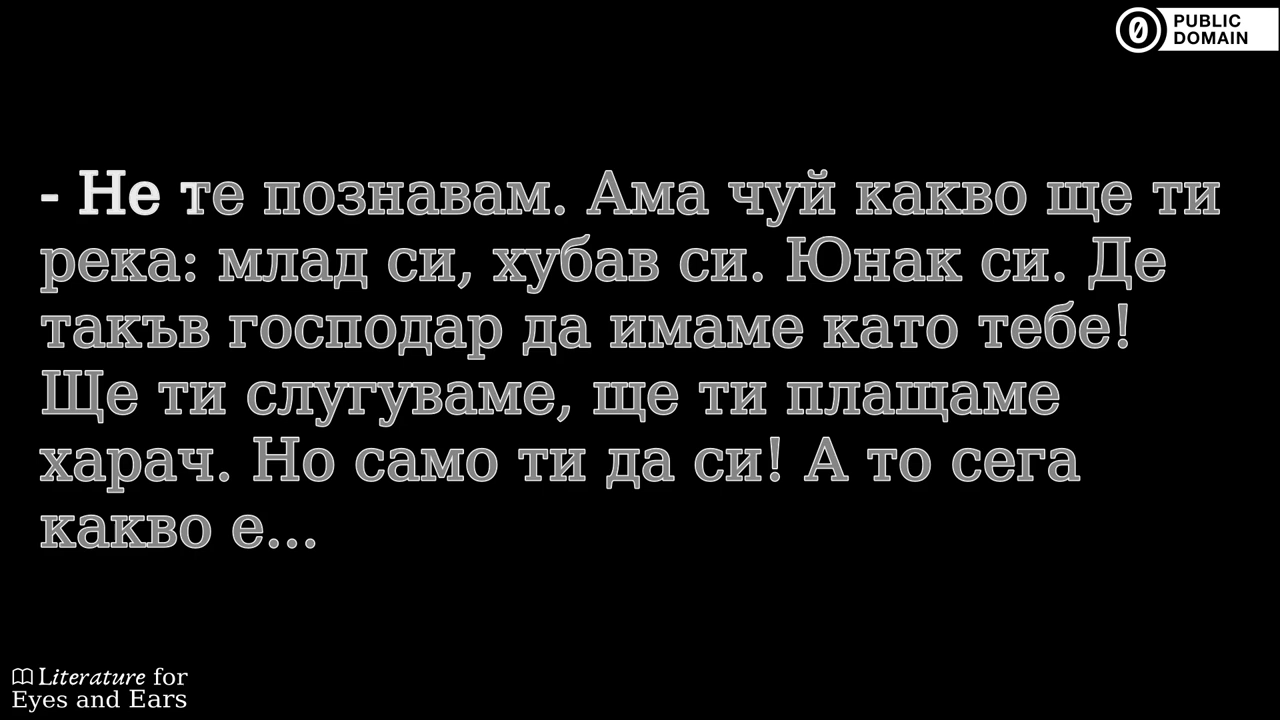 PUBLIC
DOMAIN
- Не те познавам. Ама чуй какво ще ти
река: млад си, хубав си. Юнак си. Де
такъв господар да имаме като тебе!
Ще ти слугуваме, ще ти плащаме
харач. Но само ти да си! А то сега
какво е...
Literature for
Eyes and Ears